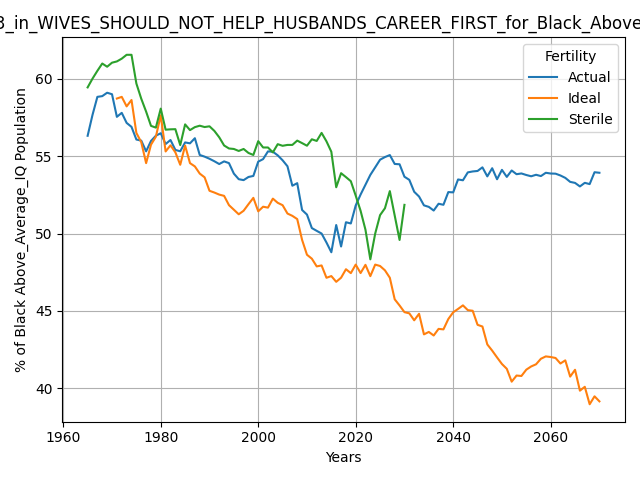 _in_WIVES_SHOULD_NOT_HELP_HUSBANDS_CAREER_FIRST_for_Black_Above
Fertility
Actual
Ideal
Sterile
% of Black Above_Average_IQ Population
60
55
50
45
40
1960
1980
2000
2020
2040
2060
Years